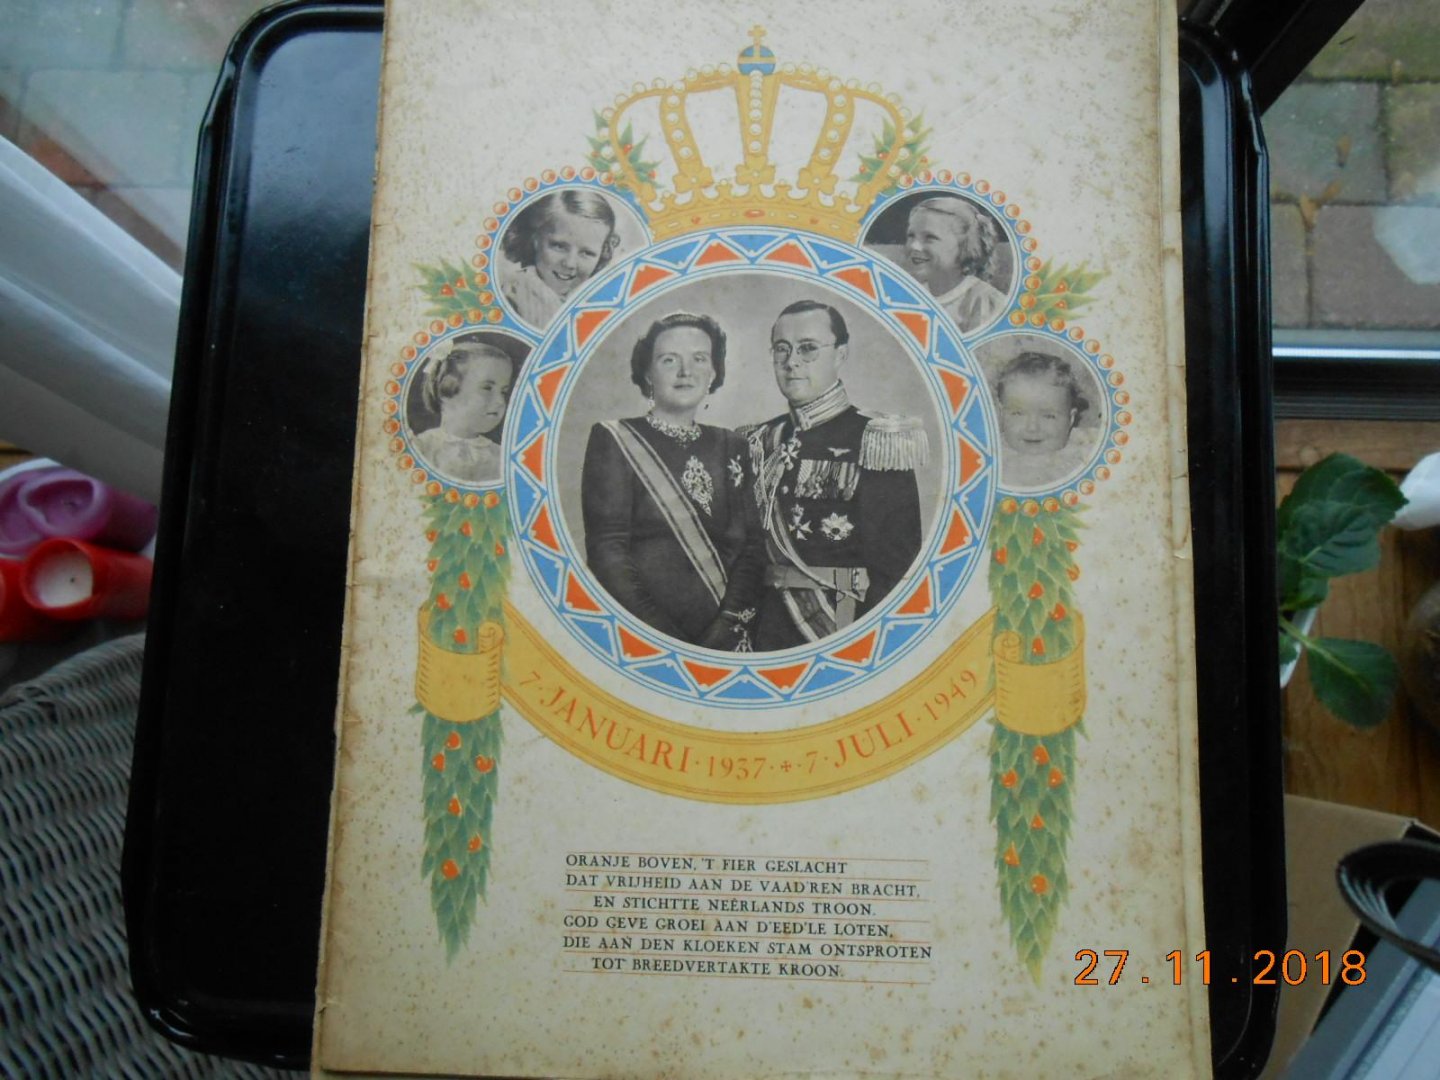 7 · JANUARI · 1937 · + · 7 · JULI · 1949
ORANJE BOVEN, 'T FIER GESLACHT
DAT VRIJHEID AAN DE VAAD'REN BRACHT,
EN STICHTTE NEÊRLANDS TROON.
GOD GEVE GROEI AAN D'EED'LE LOTEN,
DIE AAN DEN KLOEKEN STAM ONTSPROTEN
TOT BREEDVERTAKTE KROON.
27.11.2018